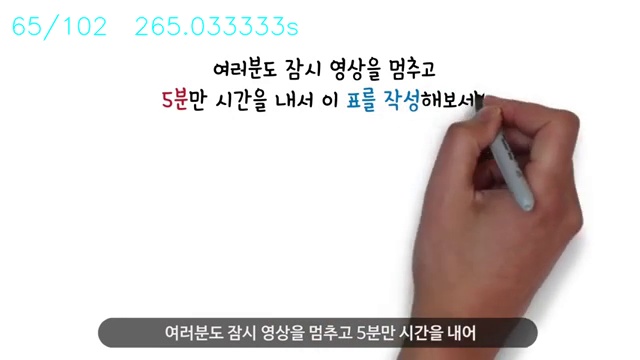 65/102 265.033333s
여러분도 잠시 영상을 멈추고
5분만 시간을 내서 이 표를 작성해보세
여러분도 잠시 영상을 멈추고 5분만 시간을 내어